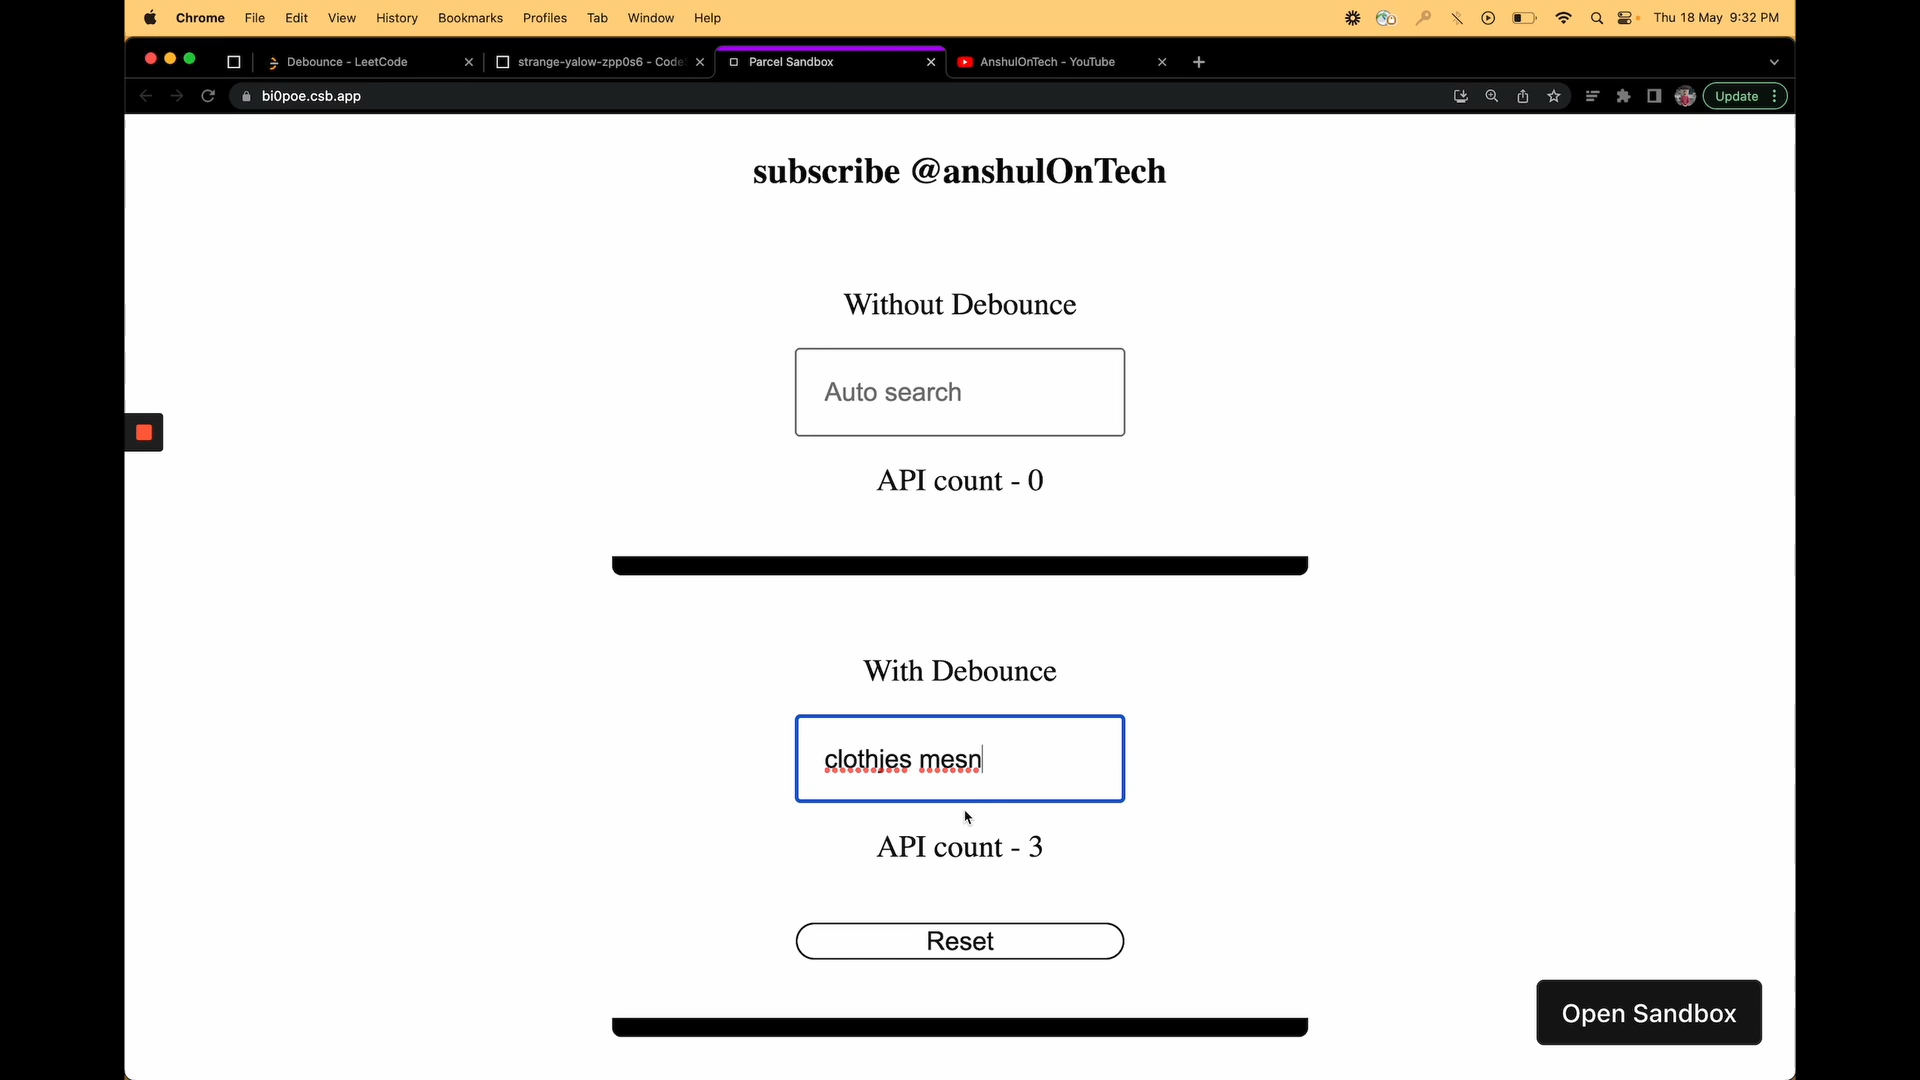 Chrome File Edit View History Bookmarks Profiles Tab Window Help Thu 18 May 9:32 PM
Debounce - LeetCode strange-yalow-zpp0s6 - Code Parcel Sandbox AnshulOnTech - YouTube
bi0poe.csb.app Update
subscribe @anshulOnTech
Without Debounce
Auto search
API count - 0
With Debounce
clothjes mesn
API count - 3
Reset
Open Sandbox